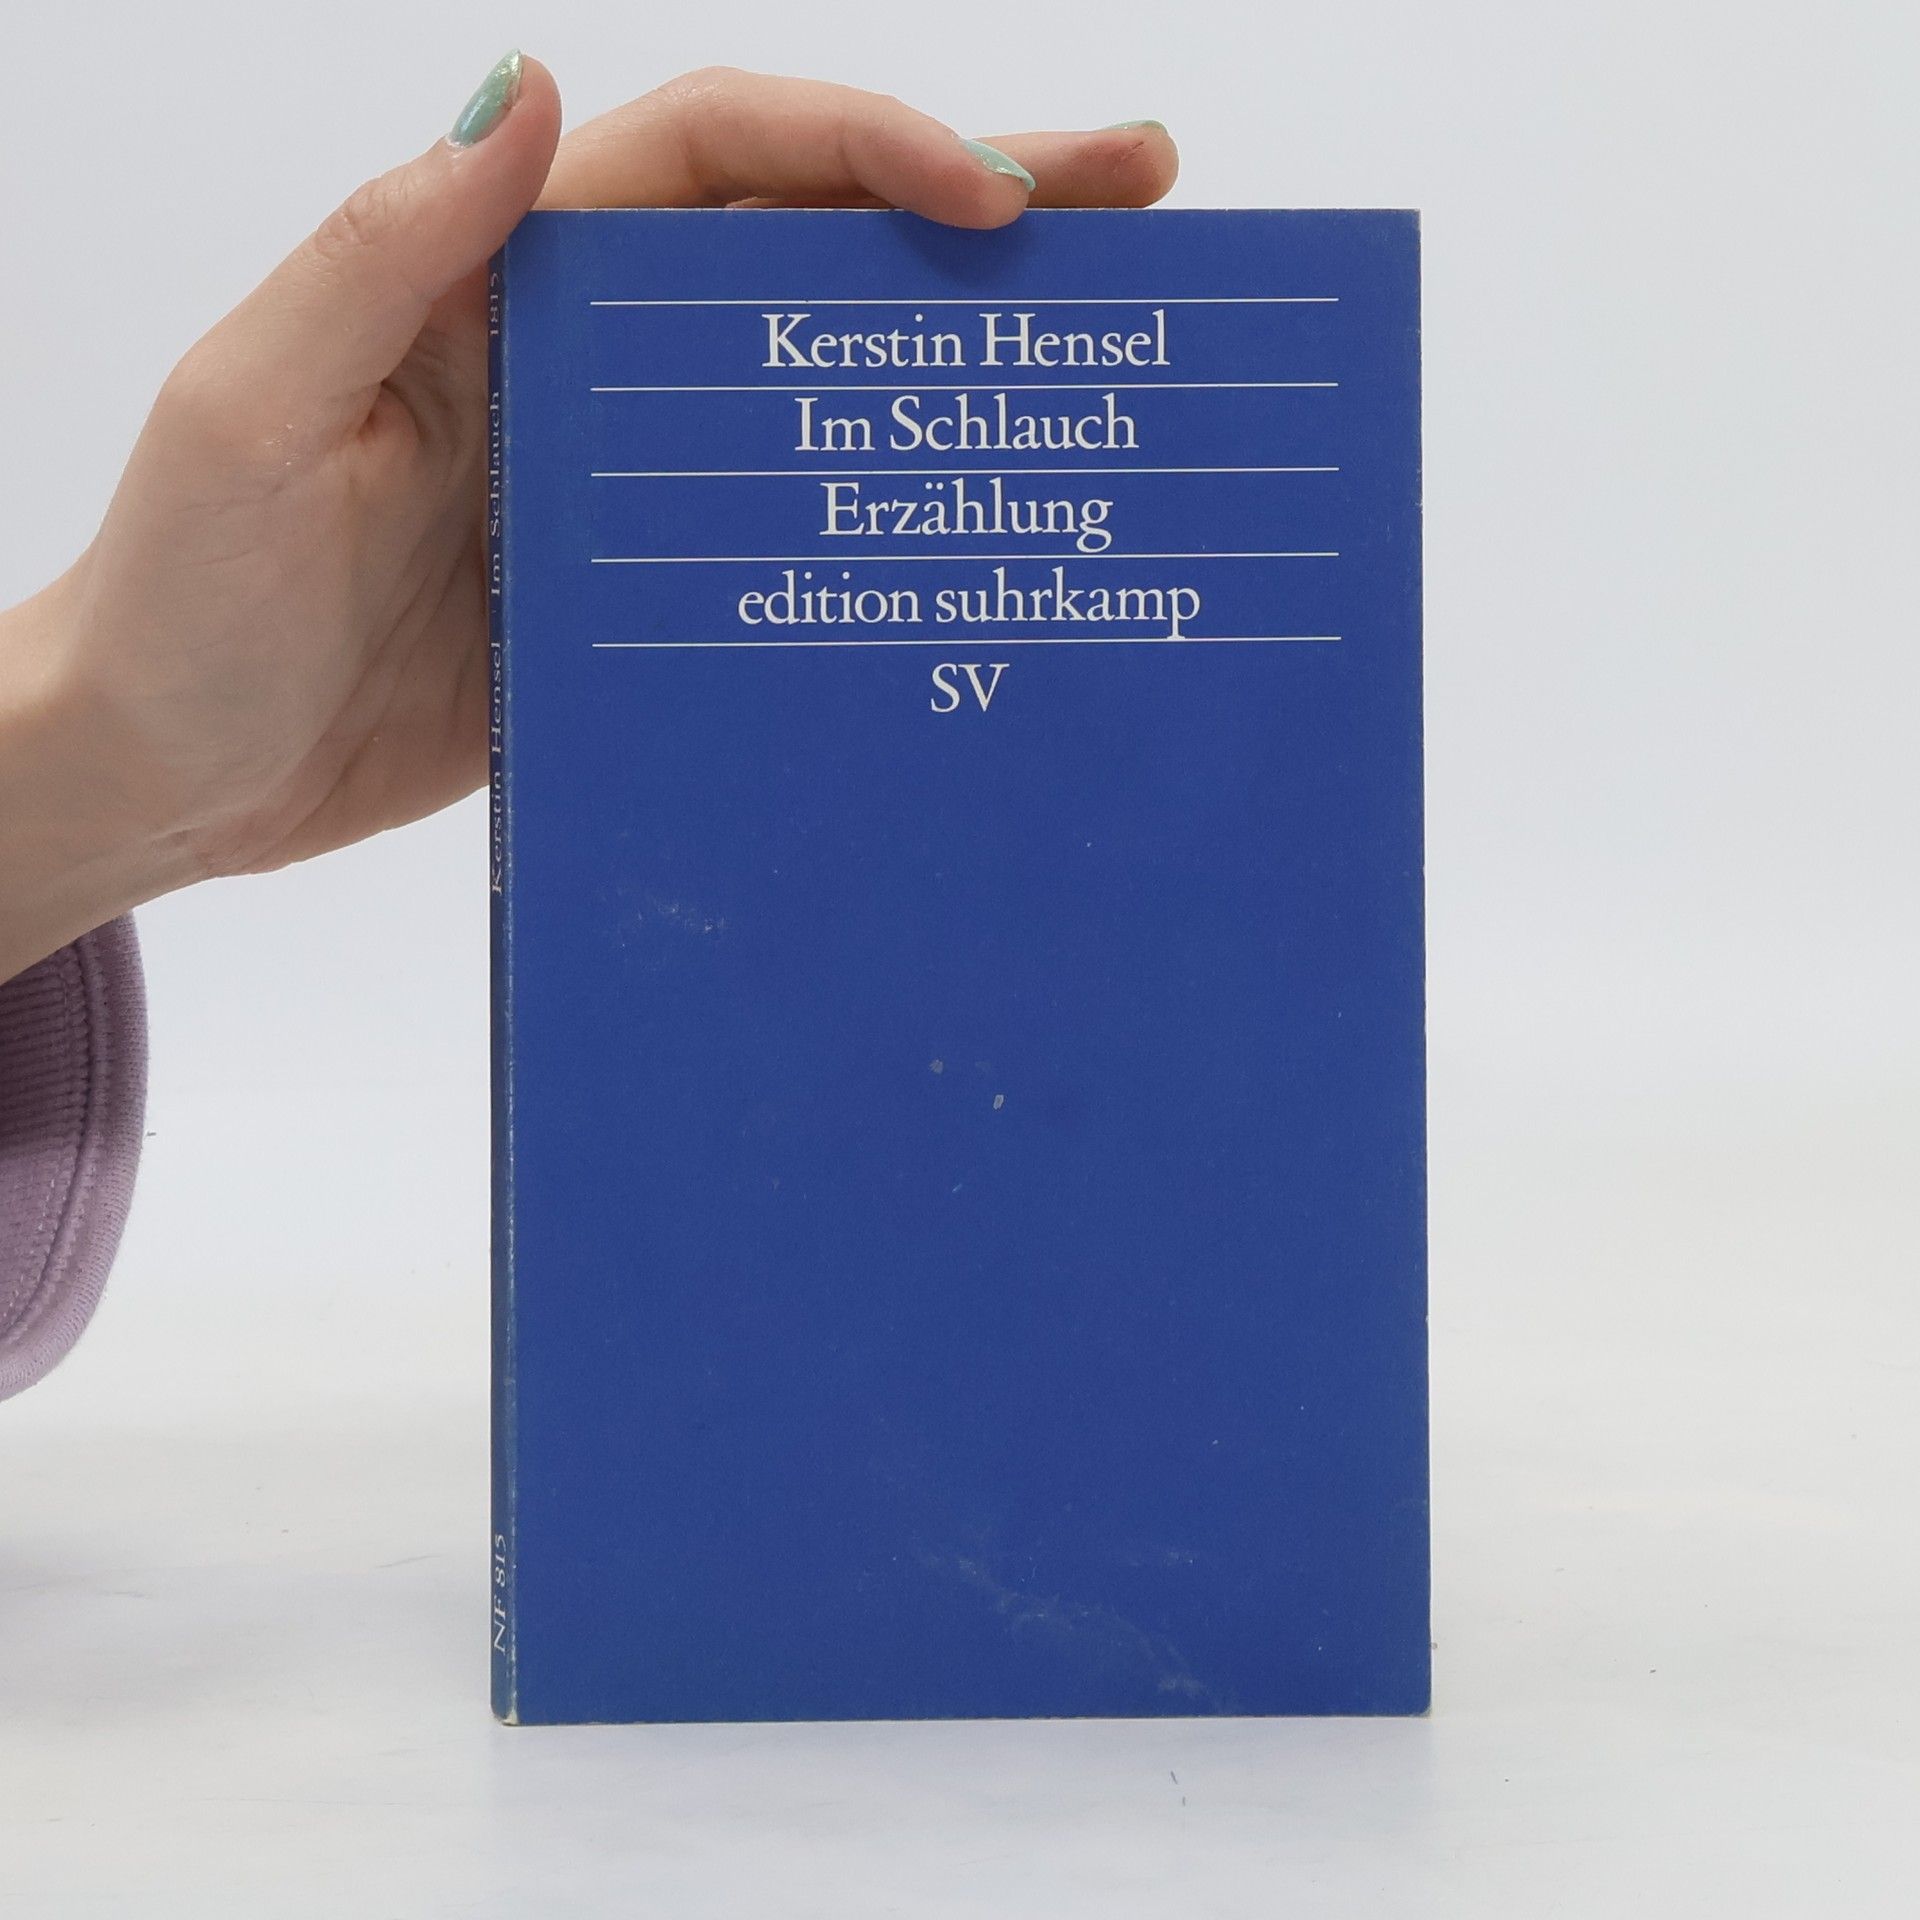 Kerstin Hensel
Im Schlauch
Erzählung
edition suhrkamp
SV
Kerstin Hensel Im Schlauch 1815
NF 815